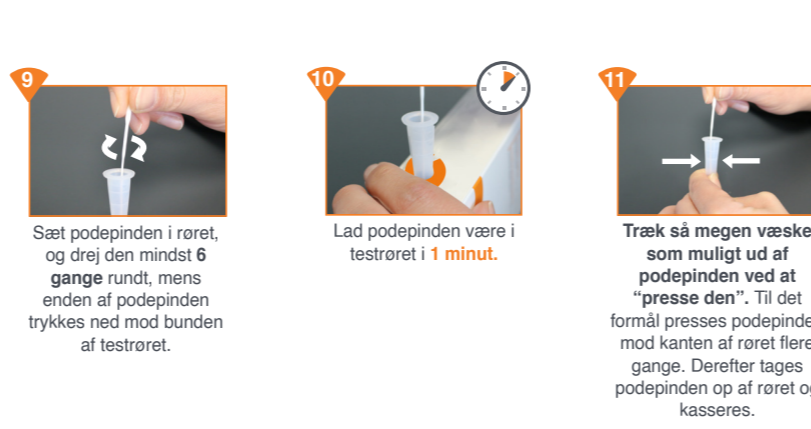 9
Sæt podepinden i røret,
og drej den mindst 6
gange rundt, mens
enden af podepinden
trykkes ned mod bunden
af testrøret.
10
Lad podepinden være i
testrøret i 1 minut.
11
Træk så megen væske
som muligt ud af
podepinden ved at
“presse den”. Til det
formål presses podepinde
mod kanten af røret flere
gange. Derefter tages
podepinden op af røret o
kasseres.